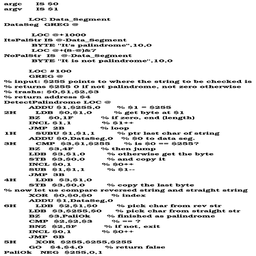 argc IS $0
argv IS $1
LOC Data_Segment
DataSeg GREG @
LOC @+1000
ItsPalStr IS @-Data_Segment
BYTE "It's palindrome",10,0
LOC @+(8-@)&7
NoPalStr IS @-Data_Segment
BYTE "It is not palindrome",10,0
LOC #100
GREG @
% input: $255 points to where the string to be checked is
% returns $255 0 if not palindrome, not zero otherwise
% trashs: $0,$1,$2,$3
% return address $4
DetectPalindrome LOC @
ADDU $1,$255,0 % $1 = $255
2H LDB $0,$1,0 % get byte at $1
BZ $0,1F % if zero, end (length)
INCL $1,1 % $1++
JMP 2B % loop
1H SUBU $1,$1,1 % ptr last char of string
ADDU $0,DataSeg,0 % $0 to data seg.
3H CMP $3,$1,$255 % is $0 == $255?
BZ $3,4F % then jump
LDB $3,$1,0 % otherwise get the byte
STB $3,$0,0 % and copy it
INCL $0,1 % $0++
SUB $1,$1,1 % $1--
JMP 3B
4H LDB $3,$1,0
STB $3,$0,0 % copy the last byte
% now let us compare reversed string and straight string
XOR $0,$0,$0 % index
ADDU $1,DataSeg,0
6H LDB $2,$1,$0 % pick char from rev str
LDB $3,$255,$0 % pick char from straight str
BZ $3,PaliOk % finished as palindrome
CMP $2,$2,$3 % == ?
BNZ $2,5F % if not, exit
INCL $0,1 % $0++
JMP 6B
5H XOR $255,$255,$255
GO $4,$4,0 % return false
PaliOk NEG $255,0,1